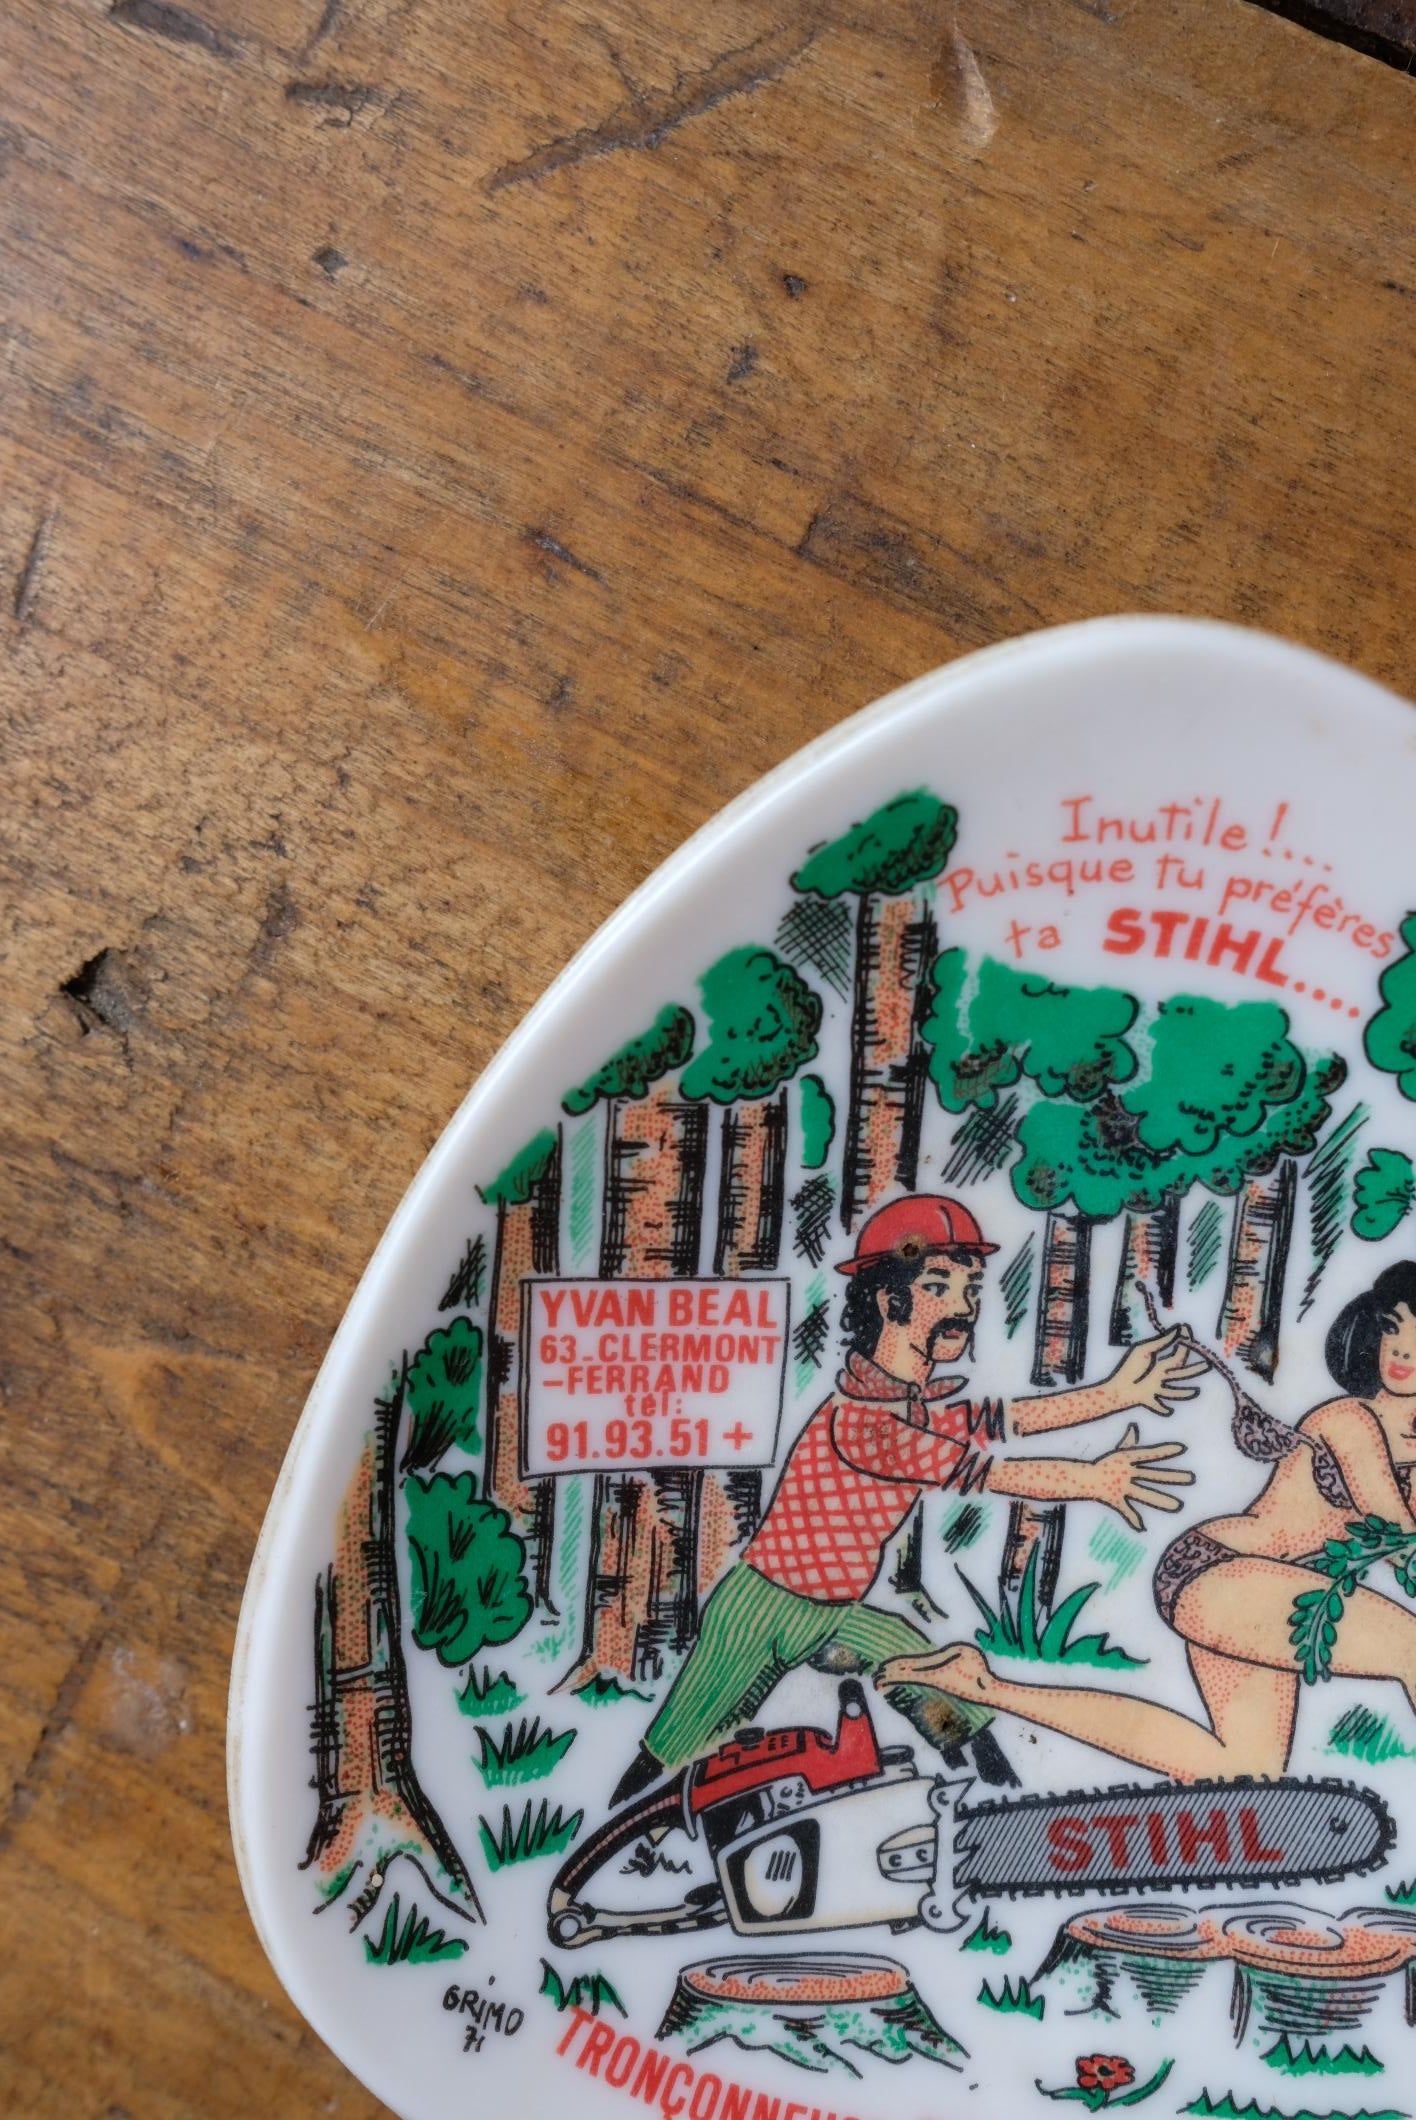 Inutile !...
Puisque tu préfères
ta STIHL....
YVAN BEAL
63_CLERMONT
-FERRAND
tél:
91.93.51 +
STIHL
GRIMO
71